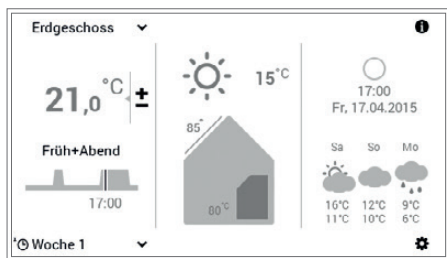 Erdgeschoss
21,0 °C ±
Früh+Abend
17:00
Woche 1
15°C
85°
80°C
17:00
Fr, 17.04.2015
Sa So Mo
16°C 12°C 9°C
11°C 10°C 6°C